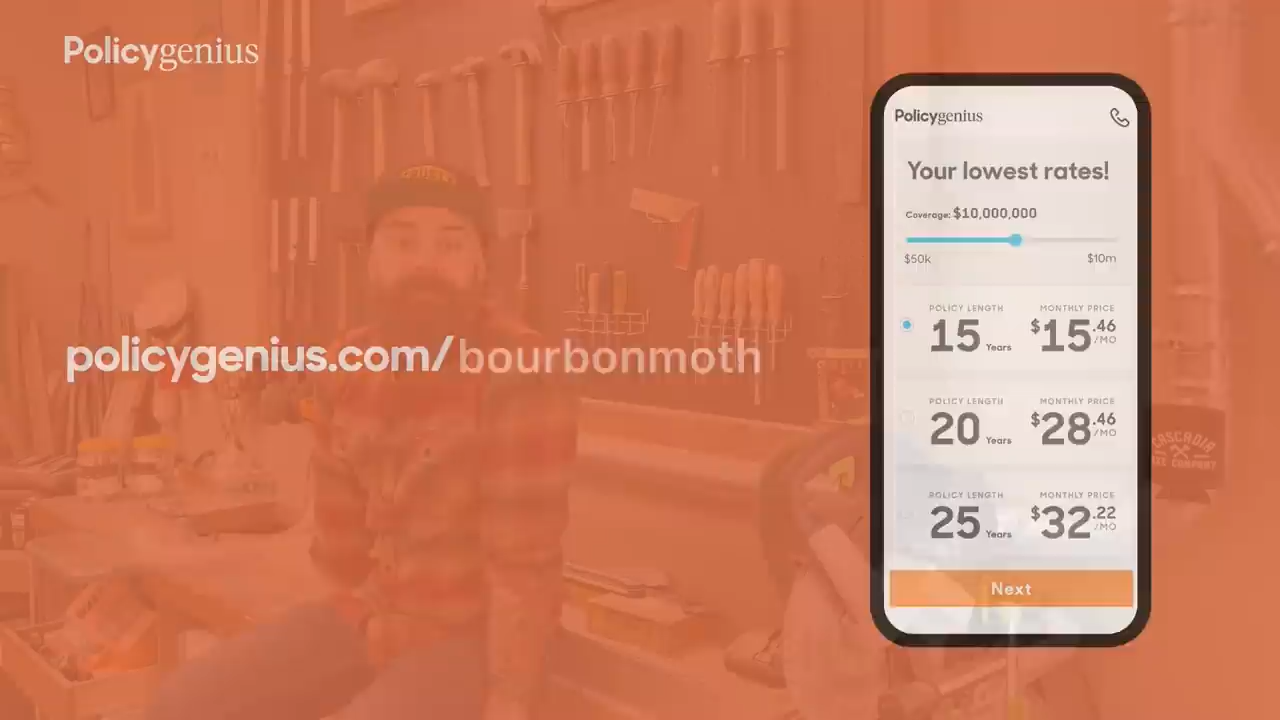 Policygenius
policygenius.com/bourbonmoth
Policygenius
Your lowest rates!
Coverage: $10,000,000
$50k $10m
POLICY LENGTH MONTHLY PRICE
15 Years $15.46 /MO
POLICY LENGTH MONTHLY PRICE
20 Years $28.46 /MO
POLICY LENGTH MONTHLY PRICE
25 Years $32.22 /MO
Next
CASCADIA
COMPANY